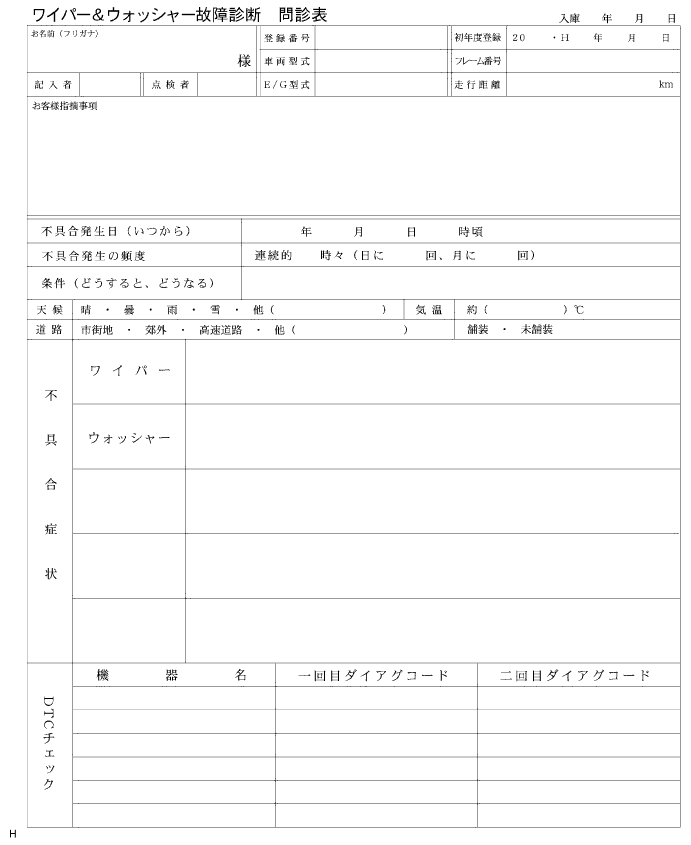 ワイパー＆ウォッシャー故障診断　問診表
入庫　　年　　月　　日
お名前（フリガナ）
様
登録番号
初年度登録　20　　・H　　年　　月　　日
車両型式
フレーム番号
記入者　　点検者　　E/G型式　　走行距離　　km
お客様指摘事項
不具合発生日（いつから）　　年　　月　　日　　時頃
不具合発生の頻度　　連続的　　時々（日に　　回、月に　　回）
条件（どうすると、どうなる）
天候　晴・曇・雨・雪・他（　　）　気温　約（　　）℃
道路　市街地・郊外・高速道路・他（　　）　舗装・未舗装
不具合症状
ワイパー
ウォッシャー
DTCチェック
機器名　　一回目ダイアグコード　　二回目ダイアグコード
H